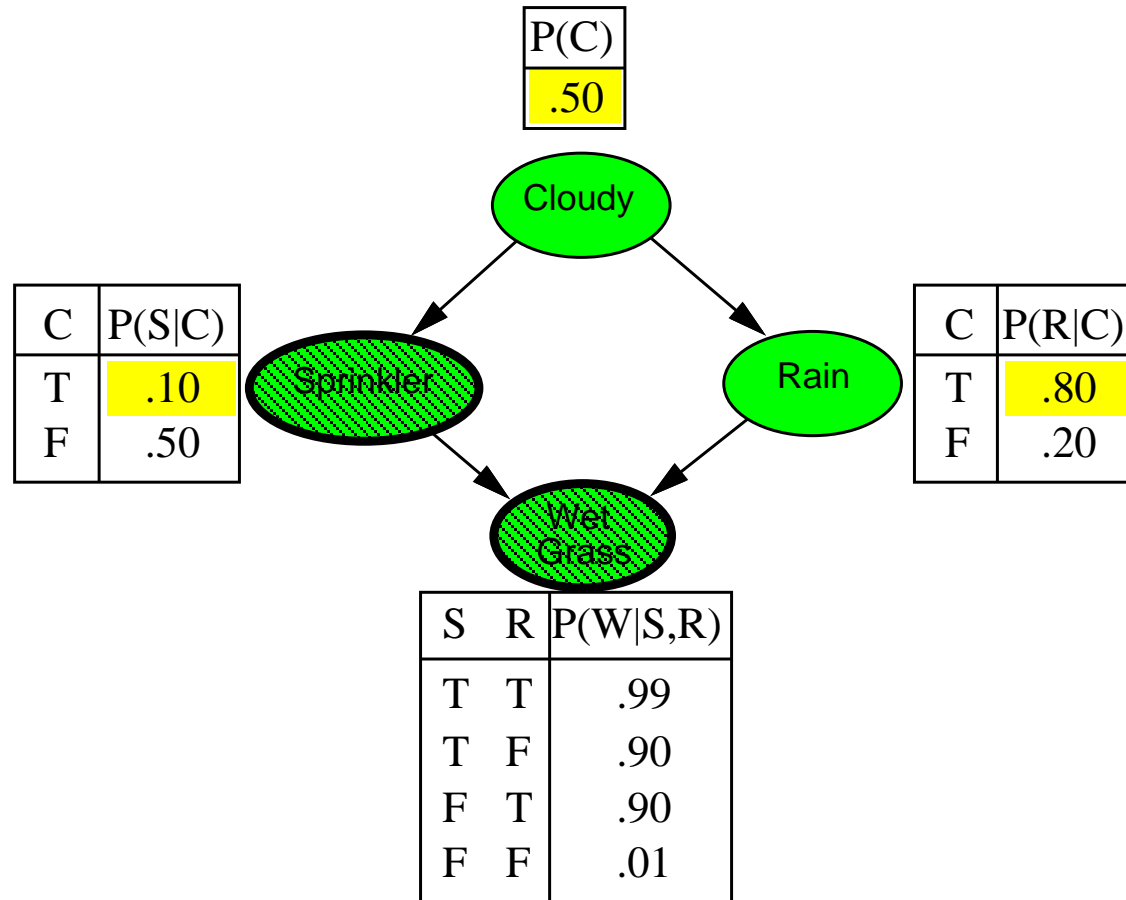 P(C)
.50
Cloudy
C P(S|C)
T .10
F .50
Sprinkler
Rain
C P(R|C)
T .80
F .20
Wet
Grass
S R P(W|S,R)
T T .99
T F .90
F T .90
F F .01